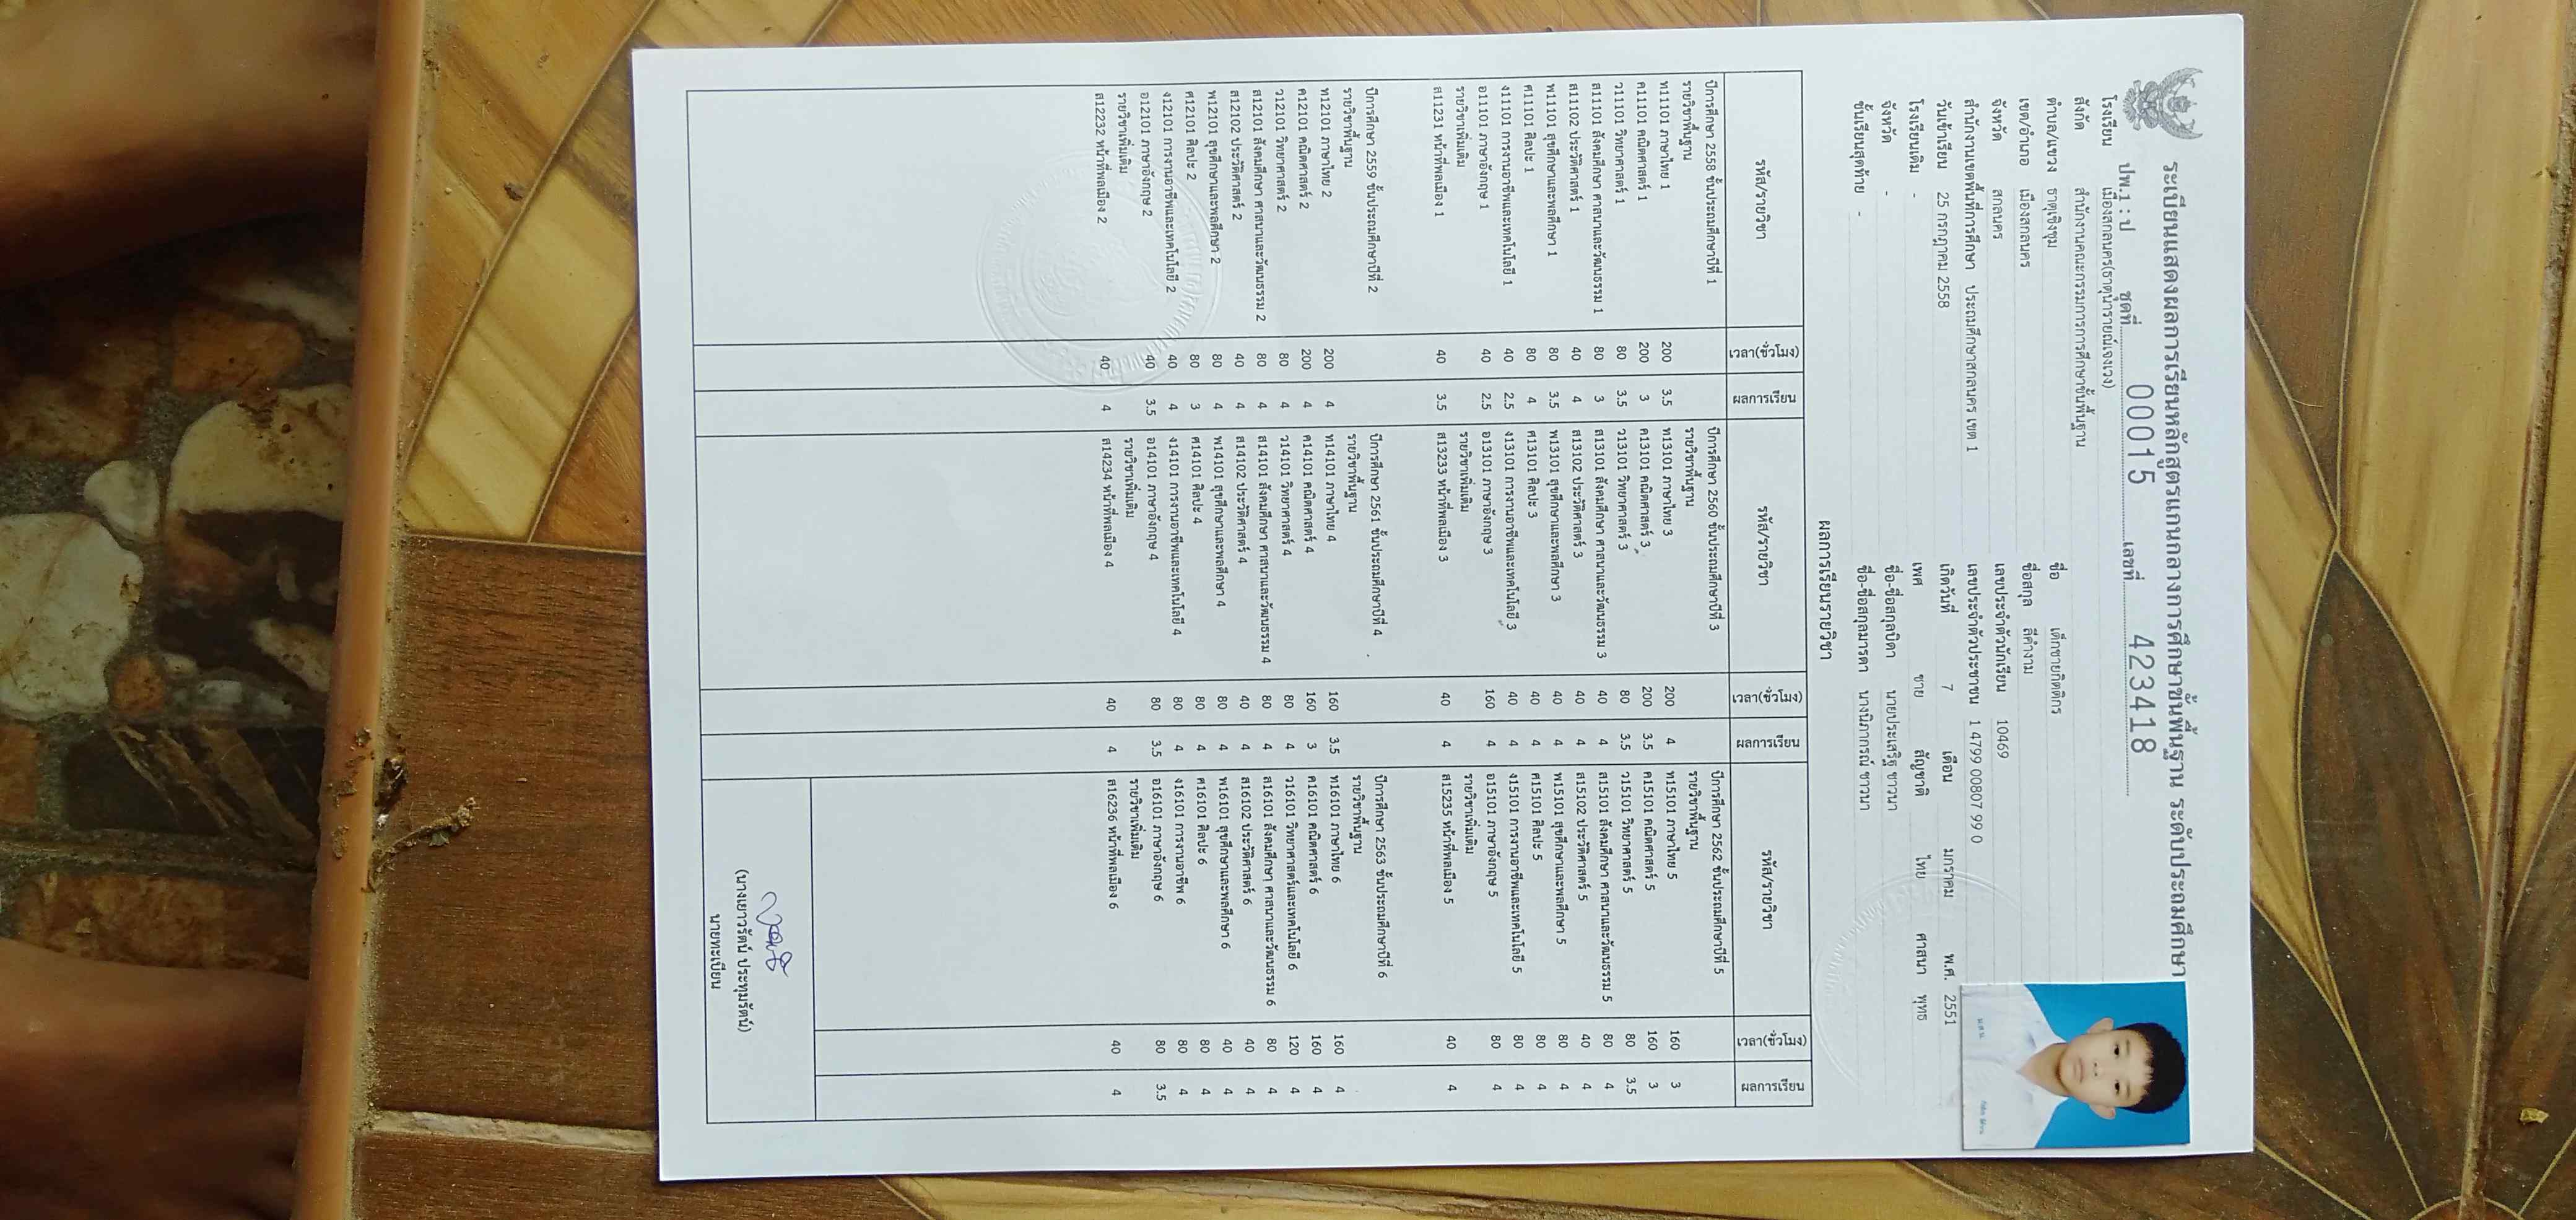 ระเบียนแสดงผลการเรียนหลักสูตรแกนกลางการศึกษาขั้นพื้นฐาน ระดับประถมศึกษา
ปพ.1 : ป ชุดที่ 00015 เลขที่ 423418
โรงเรียน เมืองสกลนคร(ธาตุนำรายณ์เจงเวง)
สังกัด สำนักงานคณะกรรมการการศึกษาขั้นพื้นฐาน
ตำบล/แขวง ธาตุเชิงชุม
เขต/อำเภอ เมืองสกลนคร
จังหวัด สกลนคร
สำนักงานเขตพื้นที่การศึกษา ประถมศึกษาสกลนคร เขต 1
วันเข้าเรียน 25 กรกฎาคม 2558
โรงเรียนเดิม -
จังหวัด -
ชั้นเรียนสุดท้าย -
ชื่อ เด็กชายกิตติกร
ชื่อสกุล สีคำงาม
เลขประจำตัวนักเรียน 10469
เลขประจำตัวประชาชน 1 4799 00807 99 0
เกิดวันที่ 7 เดือน มกราคม พ.ศ. 2551
เพศ ชาย สัญชาติ ไทย ศาสนา พุทธ
ชื่อ-ชื่อสกุลบิดา นายประเสริฐ ชาวนา
ชื่อ-ชื่อสกุลมารดา นางนิภาภรณ์ ชาวนา
ผลการเรียนรายวิชา
รหัส/รายวิชา เวลา(ชั่วโมง) ผลการเรียน
ปีการศึกษา 2558 ชั้นประถมศึกษาปีที่ 1
รายวิชาพื้นฐาน
ท11101 ภาษาไทย 1 200 3.5
ค11101 คณิตศาสตร์ 1 200 3
ว11101 วิทยาศาสตร์ 1 80 3.5
ส11101 สังคมศึกษา ศาสนาและวัฒนธรรม 1 80 3
ส11102 ประวัติศาสตร์ 1 40 4
พ11101 สุขศึกษาและพลศึกษา 1 80 3.5
ศ11101 ศิลปะ 1 80 4
ง11101 การงานอาชีพและเทคโนโลยี 1 40 2.5
อ11101 ภาษาอังกฤษ 1 40 2.5
รายวิชาเพิ่มเติม
ส11231 หน้าที่พลเมือง 1 40 3.5
ปีการศึกษา 2559 ชั้นประถมศึกษาปีที่ 2
รายวิชาพื้นฐาน
ท12101 ภาษาไทย 2 200 4
ค12101 คณิตศาสตร์ 2 200 4
ว12101 วิทยาศาสตร์ 2 80 4
ส12101 สังคมศึกษา ศาสนาและวัฒนธรรม 2 80 4
ส12102 ประวัติศาสตร์ 2 40 4
พ12101 สุขศึกษาและพลศึกษา 2 80 4
ศ12101 ศิลปะ 2 80 3
ง12101 การงานอาชีพและเทคโนโลยี 2 40 4
อ12101 ภาษาอังกฤษ 2 40 3.5
รายวิชาเพิ่มเติม
ส12232 หน้าที่พลเมือง 2 40 4
รหัส/รายวิชา เวลา(ชั่วโมง) ผลการเรียน
ปีการศึกษา 2560 ชั้นประถมศึกษาปีที่ 3
รายวิชาพื้นฐาน
ท13101 ภาษาไทย 3 200 4
ค13101 คณิตศาสตร์ 3 200 3.5
ว13101 วิทยาศาสตร์ 3 80 3.5
ส13101 สังคมศึกษา ศาสนาและวัฒนธรรม 3 40 4
ส13102 ประวัติศาสตร์ 3 40 4
พ13101 สุขศึกษาและพลศึกษา 3 40 4
ศ13101 ศิลปะ 3 40 4
ง13101 การงานอาชีพและเทคโนโลยี 3 40 4
อ13101 ภาษาอังกฤษ 3 160 4
รายวิชาเพิ่มเติม
ส13233 หน้าที่พลเมือง 3 40 4
ปีการศึกษา 2561 ชั้นประถมศึกษาปีที่ 4
รายวิชาพื้นฐาน
ท14101 ภาษาไทย 4 160 3.5
ค14101 คณิตศาสตร์ 4 160 3
ว14101 วิทยาศาสตร์ 4 80 4
ส14101 สังคมศึกษา ศาสนาและวัฒนธรรม 4 80 4
ส14102 ประวัติศาสตร์ 4 40 4
พ14101 สุขศึกษาและพลศึกษา 4 80 4
ศ14101 ศิลปะ 4 80 4
ง14101 การงานอาชีพและเทคโนโลยี 4 80 4
อ14101 ภาษาอังกฤษ 4 80 3.5
รายวิชาเพิ่มเติม
ส14234 หน้าที่พลเมือง 4 40 4
รหัส/รายวิชา เวลา(ชั่วโมง) ผลการเรียน
ปีการศึกษา 2562 ชั้นประถมศึกษาปีที่ 5
รายวิชาพื้นฐาน
ท15101 ภาษาไทย 5 160 3
ค15101 คณิตศาสตร์ 5 160 3
ว15101 วิทยาศาสตร์ 5 80 3.5
ส15101 สังคมศึกษา ศาสนาและวัฒนธรรม 5 80 4
ส15102 ประวัติศาสตร์ 5 40 4
พ15101 สุขศึกษาและพลศึกษา 5 80 4
ศ15101 ศิลปะ 5 80 4
ง15101 การงานอาชีพและเทคโนโลยี 5 80 4
อ15101 ภาษาอังกฤษ 5 80 4
รายวิชาเพิ่มเติม
ส15235 หน้าที่พลเมือง 5 40 4
ปีการศึกษา 2563 ชั้นประถมศึกษาปีที่ 6
รายวิชาพื้นฐาน
ท16101 ภาษาไทย 6 160 4
ค16101 คณิตศาสตร์ 6 160 4
ว16101 วิทยาศาสตร์และเทคโนโลยี 6 120 4
ส16101 สังคมศึกษา ศาสนาและวัฒนธรรม 6 80 4
ส16102 ประวัติศาสตร์ 6 40 4
พ16101 สุขศึกษาและพลศึกษา 6 40 4
ศ16101 ศิลปะ 6 80 4
ง16101 การงานอาชีพ 6 80 4
อ16101 ภาษาอังกฤษ 6 80 3.5
รายวิชาเพิ่มเติม
ส16236 หน้าที่พลเมือง 6 40 4
(นางเยาวรัตน์ ประทุมรัตน์)
นายทะเบียน